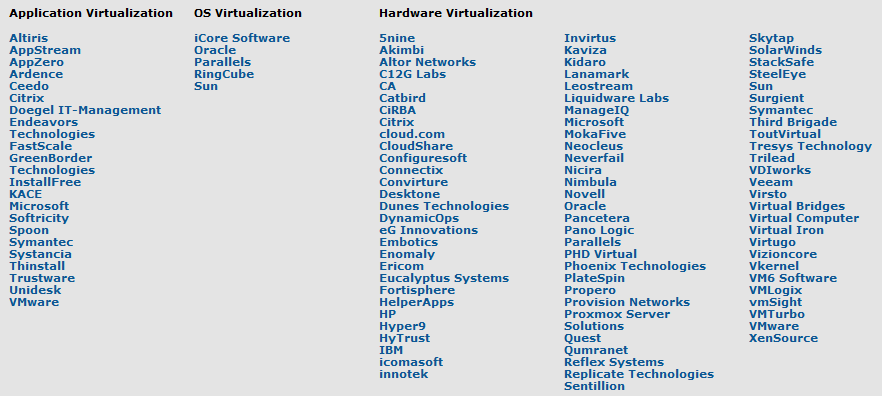 Application Virtualization
Altiris
AppStream
AppZero
Ardence
Ceedo
Citrix
Doegel IT-Management
Endeavors
Technologies
FastScale
GreenBorder
Technologies
InstallFree
KACE
Microsoft
Softricity
Spoon
Symantec
Systancia
Thinstall
Trustware
Unidesk
VMware
OS Virtualization
iCore Software
Oracle
Parallels
RingCube
Sun
Hardware Virtualization
5nine
Akimbi
Altor Networks
C12G Labs
CA
Catbird
CiRBA
Citrix
cloud.com
CloudShare
Configuresoft
Connectix
Convirture
Desktone
Dunes Technologies
DynamicOps
eG Innovations
Embotics
Enomaly
Ericom
Eucalyptus Systems
Fortisphere
HelperApps
HP
Hyper9
HyTrust
IBM
icomasoft
innotek
Invirtus
Kaviza
Kidaro
Lanamark
Leostream
Liquidware Labs
ManageIQ
Microsoft
MokaFive
Neocleus
Neverfail
Nicira
Nimbula
Novell
Oracle
Pancetera
Pano Logic
Parallels
PHD Virtual
Phoenix Technologies
PlateSpin
Propero
Provision Networks
Proxmox Server
Solutions
Quest
Qumranet
Reflex Systems
Replicate Technologies
Sentillion
Skytap
SolarWinds
StackSafe
SteelEye
Sun
Surgient
Symantec
Third Brigade
ToutVirtual
Tresys Technology
Trilead
VDIworks
Veeam
Virsto
Virtual Bridges
Virtual Computer
Virtual Iron
Virtugo
Vizioncore
Vkernel
VM6 Software
VMLogix
vmSight
VMTurbo
VMware
XenSource